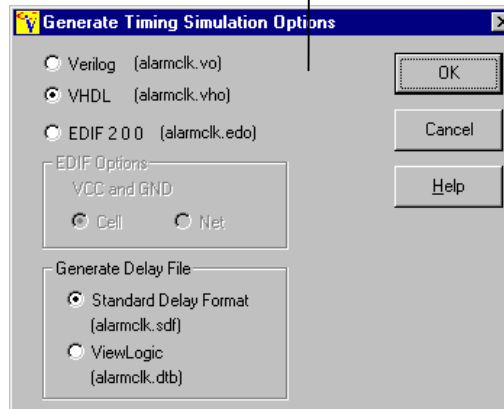 Generate Timing Simulation Options
Verilog (alarmclk.vo)
VHDL (alarmclk.vho)
EDIF 2 0 0 (alarmclk.edo)
EDIF Options
VCC and GND
Cell Net
Generate Delay File
Standard Delay Format
(alarmclk.sdf)
ViewLogic
(alarmclk.dtb)
OK
Cancel
Help